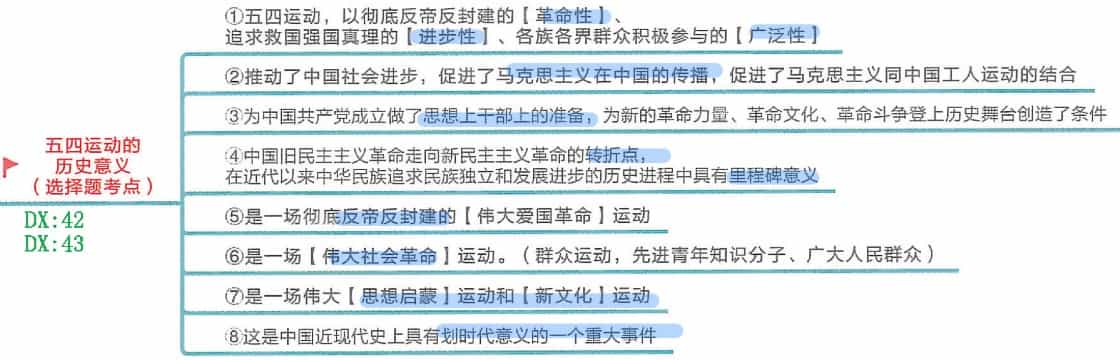 五四运动的
历史意义
（选择题考点）
DX:42
DX:43
①五四运动，以彻底反帝反封建的【革命性】、
追求救国强国真理的【进步性】、各族各界群众积极参与的【广泛性】
②推动了中国社会进步，促进了马克思主义在中国的传播，促进了马克思主义同中国工人运动的结合
③为中国共产党成立做了思想上干部上的准备，为新的革命力量、革命文化、革命斗争登上历史舞台创造了条件
④中国旧民主主义革命走向新民主主义革命的转折点，
在近代以来中华民族追求民族独立和发展进步的历史进程中具有里程碑意义
⑤是一场彻底反帝反封建的【伟大爱国革命】运动
⑥是一场【伟大社会革命】运动。（群众运动，先进青年知识分子、广大人民群众）
⑦是一场伟大【思想启蒙】运动和【新文化】运动
⑧这是中国近现代史上具有划时代意义的一个重大事件